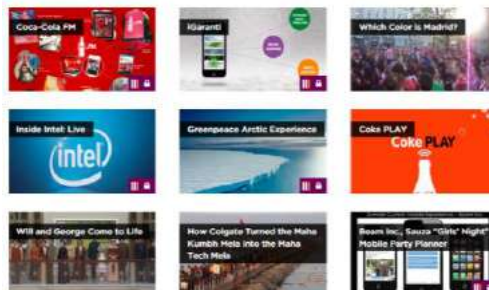 Coca-Cola FM
iGaranti
Which Color is Madrid?
Inside Intel: Live
Greenpeace Arctic Experience
Coke PLAY
(intel)
Coke PLAY
Will and George Come to Life
How Colgate Turned the Maha
Kumbh Mela into the Maha
Tech Mela
Beam Inc., Sauza "Girls' Night"
Mobile Party Planner